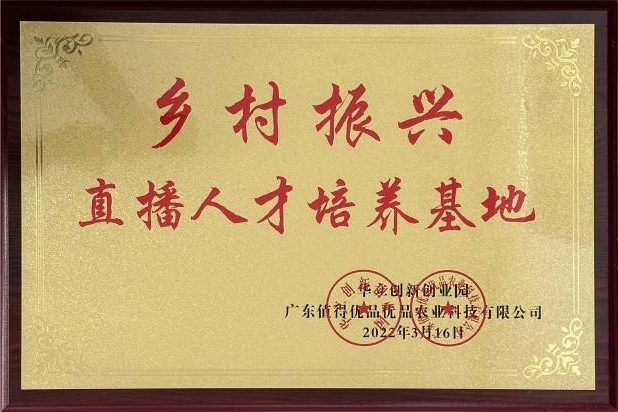 乡村振兴
直播人才培养基地
华立创新创业园
广东值得优品优品农业科技有限公司
2022年3月16日